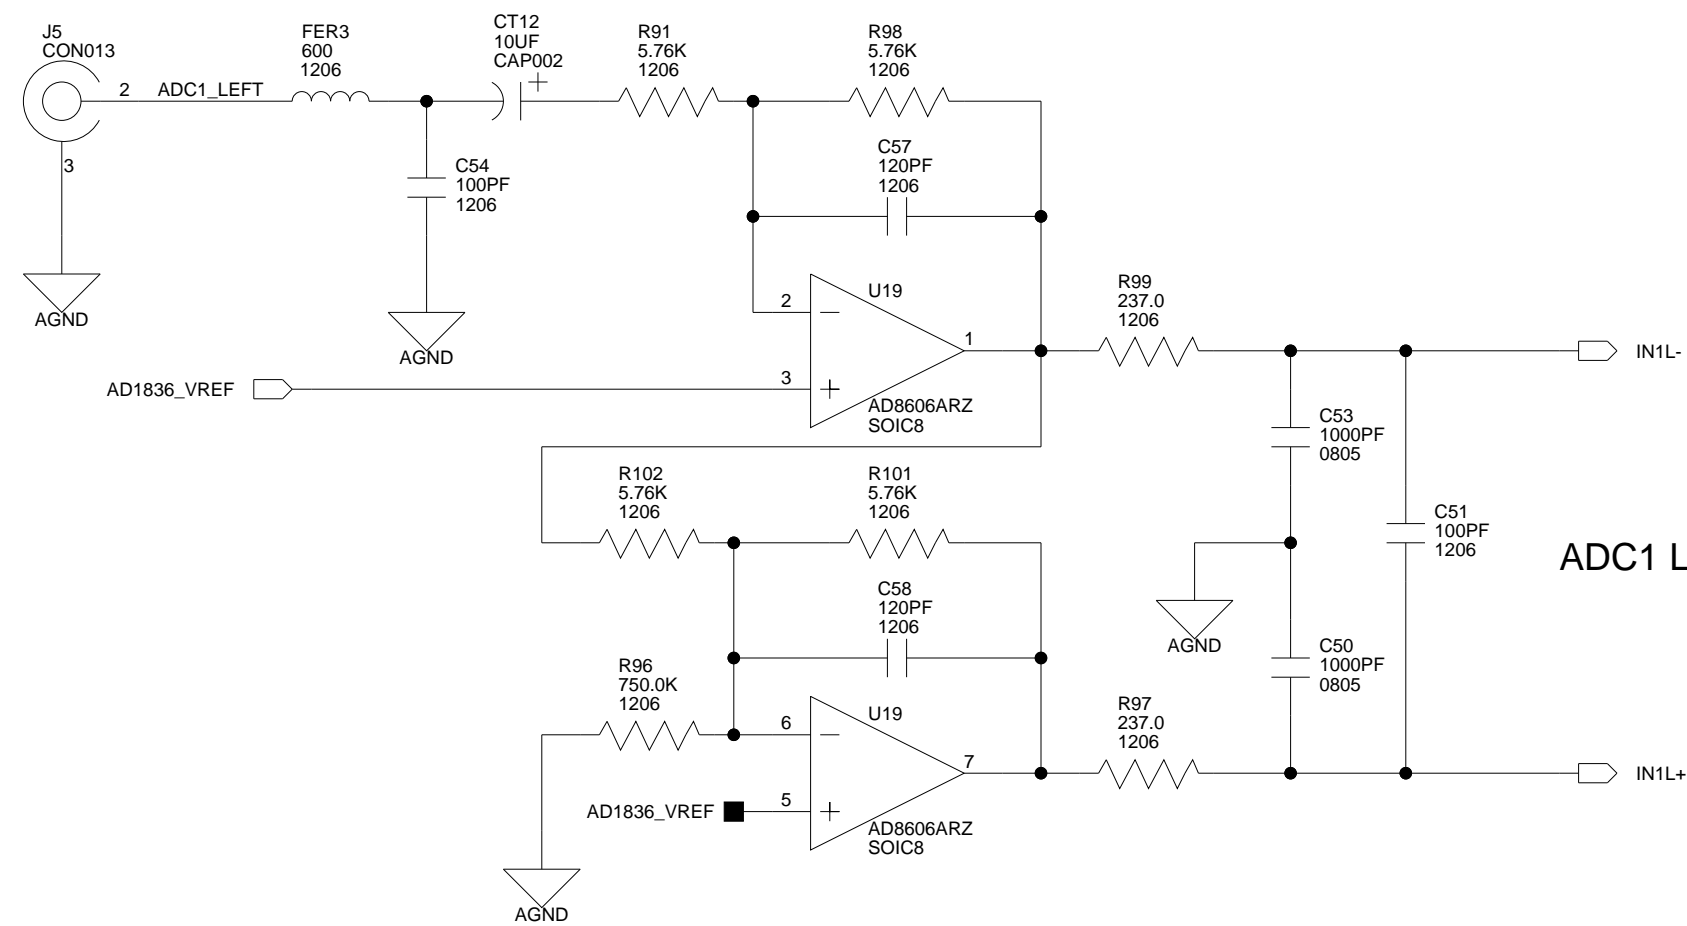 J5
CON013
2
ADC1_LEFT
3
AGND
FER3
600
1206
C54
100PF
1206
AGND
CT12
10UF
CAP002
+
R91
5.76K
1206
R98
5.76K
1206
C57
120PF
1206
U19
2
3
1
AD8606ARZ
SOIC8
AD1836_VREF
R99
237.0
1206
IN1L-
C53
1000PF
0805
C51
100PF
1206
ADC1 L
AGND
C50
1000PF
0805
R102
5.76K
1206
R101
5.76K
1206
C58
120PF
1206
R96
750.0K
1206
AGND
U19
6
5
7
AD1836_VREF
AD8606ARZ
SOIC8
R97
237.0
1206
IN1L+